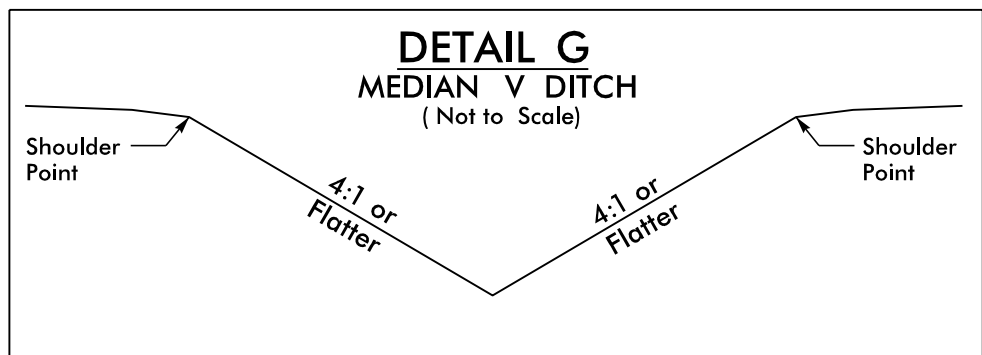 DETAIL G
MEDIAN V DITCH
( Not to Scale)
Shoulder
Point
4:1 or
Flatter
4:1 or
Flatter
Shoulder
Point